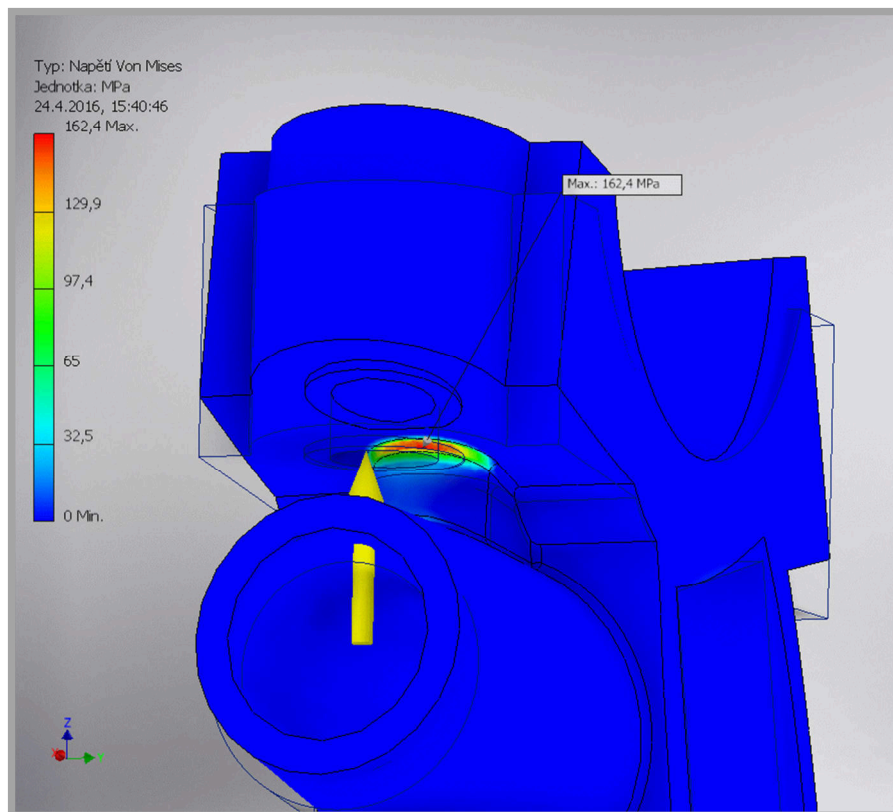 Typ: Napětí Von Mises
Jednotka: MPa
24.4.2016, 15:40:46
162,4 Max.
Max.: 162,4 MPa
129,9
97,4
65
32,5
0 Min.
Z
X
Y